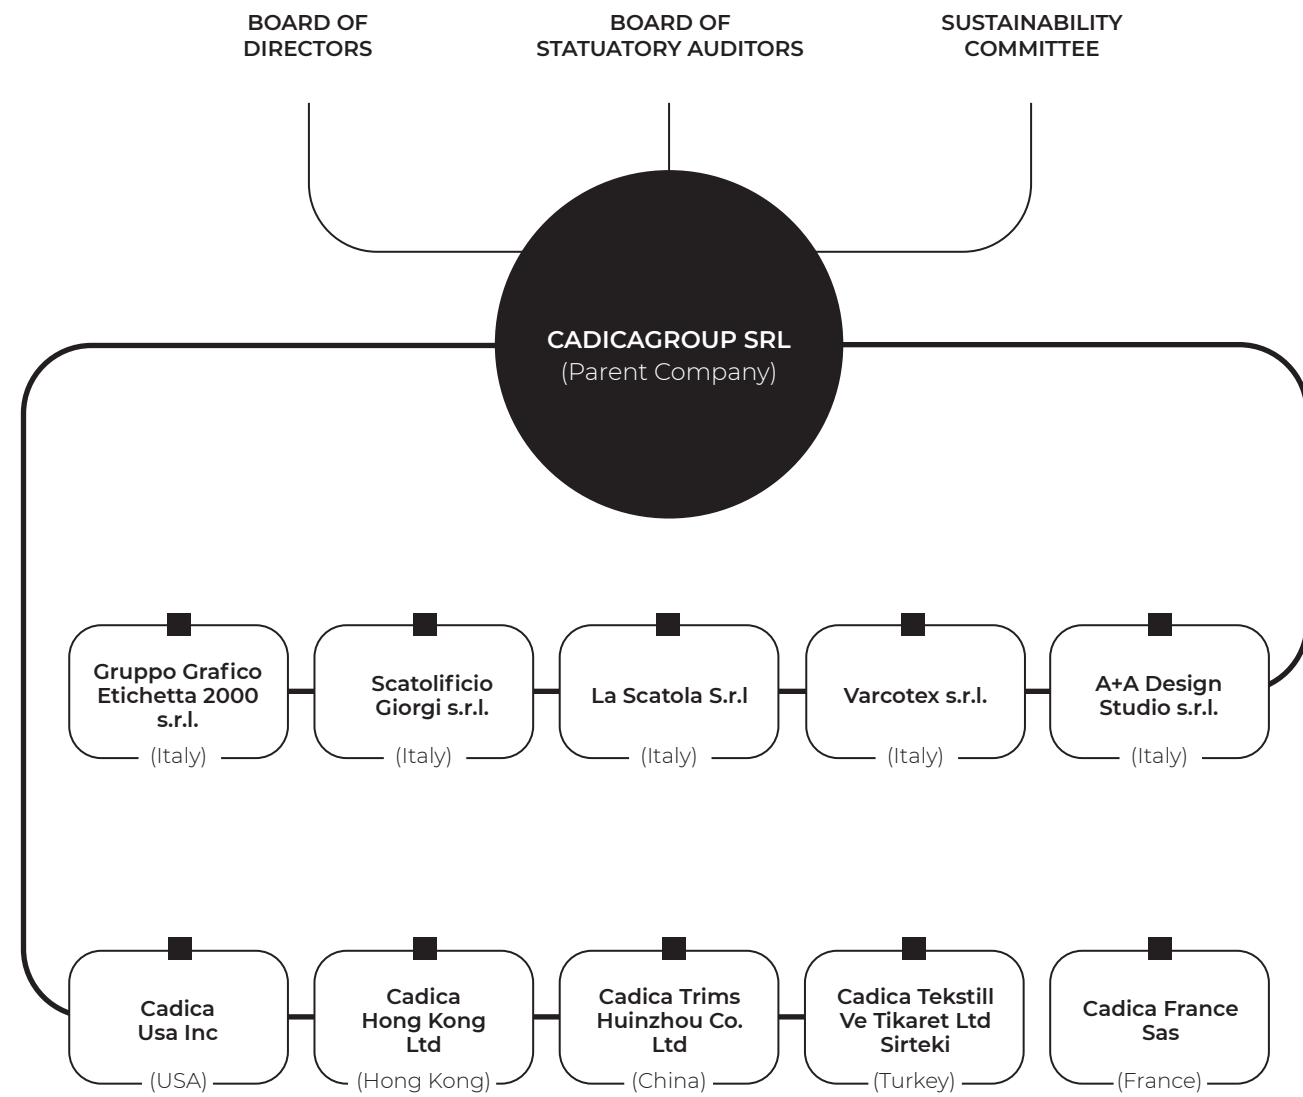 BOARD OF
DIRECTORS
BOARD OF
STATUATORY AUDITORS
SUSTAINABILITY
COMMITTEE
CADICAGROUP SRL
(Parent Company)
Gruppo Grafico
Etichetta 2000
s.r.l.
(Italy)
Scatolificio
Giorgi s.r.l.
(Italy)
La Scatola S.r.l
(Italy)
Varcotex s.r.l.
(Italy)
A+A Design
Studio s.r.l.
(Italy)
Cadica
Usa Inc
(USA)
Cadica
Hong Kong
Ltd
(Hong Kong)
Cadica Trims
Huinzhou Co.
Ltd
(China)
Cadica Tekstill
Ve Tikaret Ltd
Sirteki
(Turkey)
Cadica France
Sas
(France)